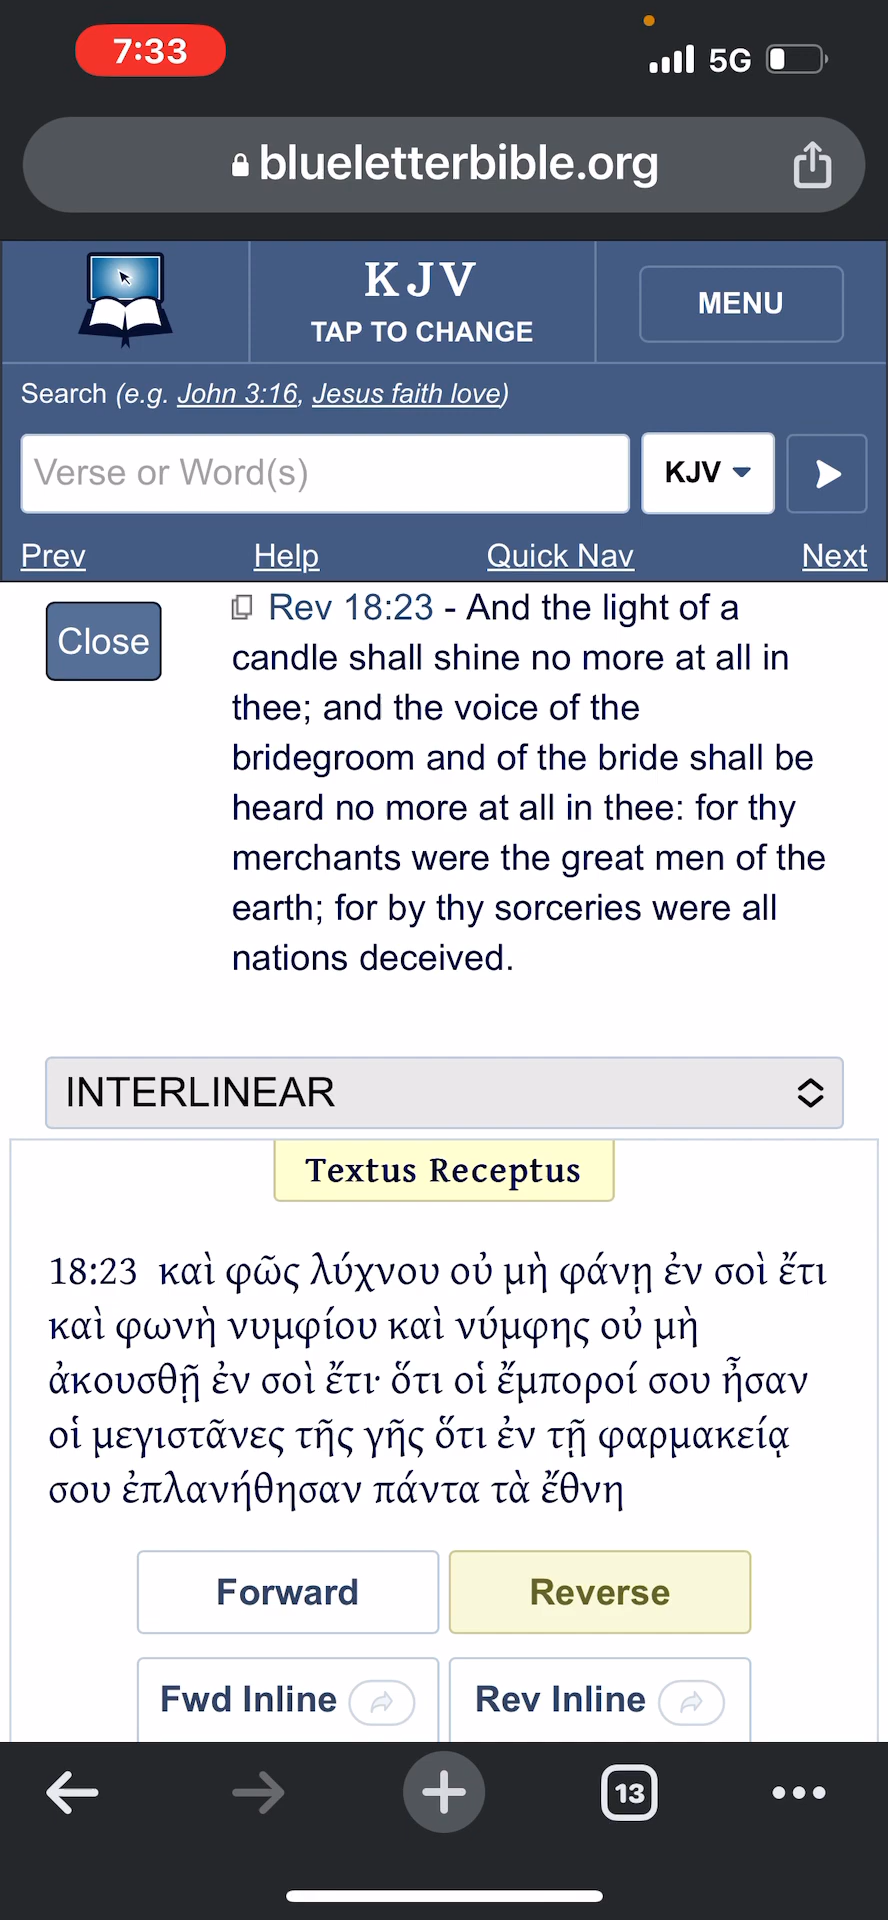 7:33
5G
blueletterbible.org
KJV
TAP TO CHANGE
MENU
Search (e.g. John 3:16, Jesus faith love)
Verse or Word(s)
KJV
Prev
Help
Quick Nav
Next
Close
Rev 18:23 - And the light of a
candle shall shine no more at all in
thee; and the voice of the
bridegroom and of the bride shall be
heard no more at all in thee: for thy
merchants were the great men of the
earth; for by thy sorceries were all
nations deceived.
INTERLINEAR
Textus Receptus
18:23 καὶ φῶς λύχνου οὐ μὴ φάνῃ ἐν σοὶ ἔτι
καὶ φωνὴ νυμφίου καὶ νύμφης οὐ μὴ
ἀκουσθῇ ἐν σοὶ ἔτι· ὅτι οἱ ἔμποροί σου ἦσαν
οἱ μεγιστᾶνες τῆς γῆς ὅτι ἐν τῇ φαρμακείᾳ
σου ἐπλανήθησαν πάντα τὰ ἔθνη
Forward
Reverse
Fwd Inline
Rev Inline
13